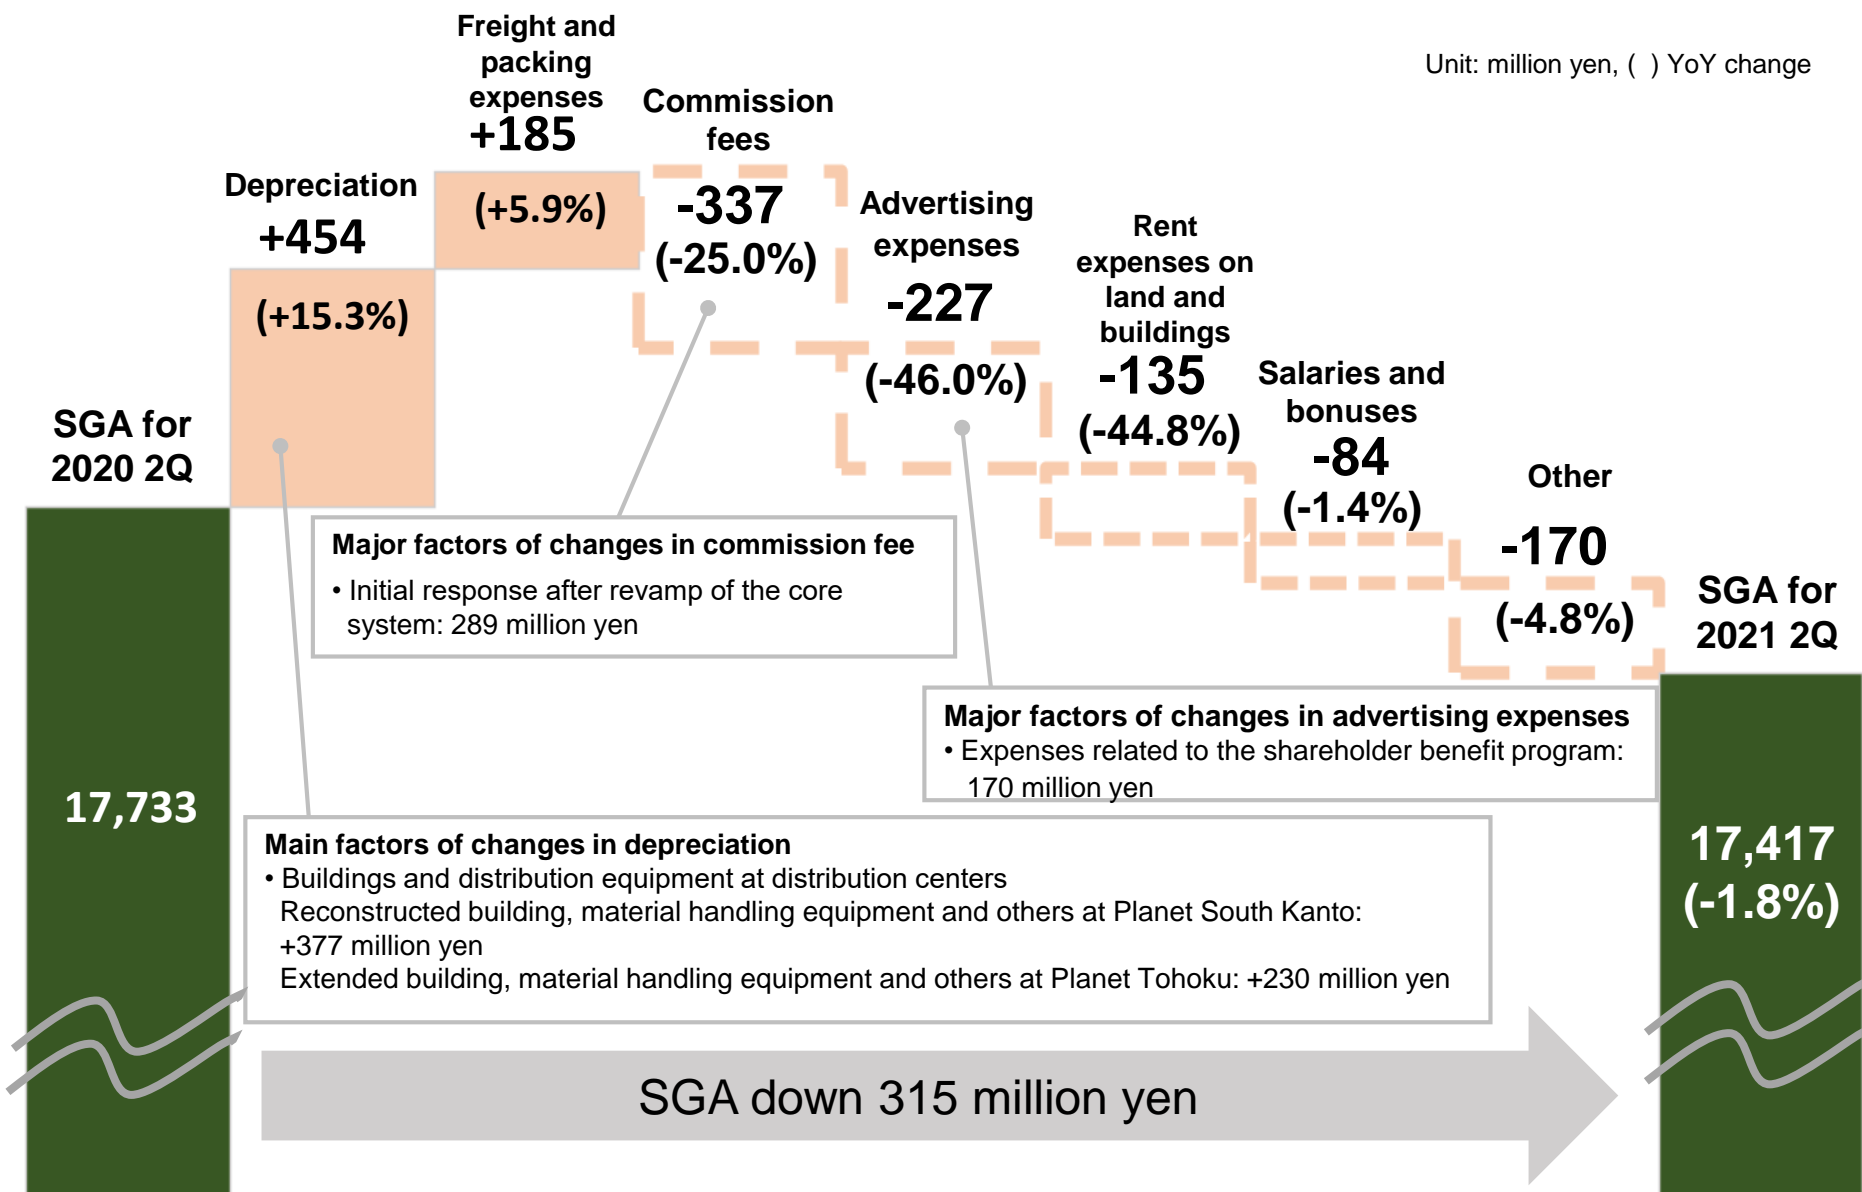 Unit: million yen, ( ) YoY change
Freight and
packing
expenses
+185
(+5.9%)
Commission
fees
-337
(-25.0%)
Depreciation
+454
(+15.3%)
Advertising
expenses
-227
(-46.0%)
Rent
expenses on
land and
buildings
-135
(-44.8%)
Salaries and
bonuses
-84
(-1.4%)
Other
-170
(-4.8%)
SGA for
2020 2Q
17,733
SGA for
2021 2Q
17,417
(-1.8%)
Major factors of changes in commission fee
• Initial response after revamp of the core
system: 289 million yen
Major factors of changes in advertising expenses
• Expenses related to the shareholder benefit program:
170 million yen
Main factors of changes in depreciation
• Buildings and distribution equipment at distribution centers
Reconstructed building, material handling equipment and others at Planet South Kanto:
+377 million yen
Extended building, material handling equipment and others at Planet Tohoku: +230 million yen
SGA down 315 million yen